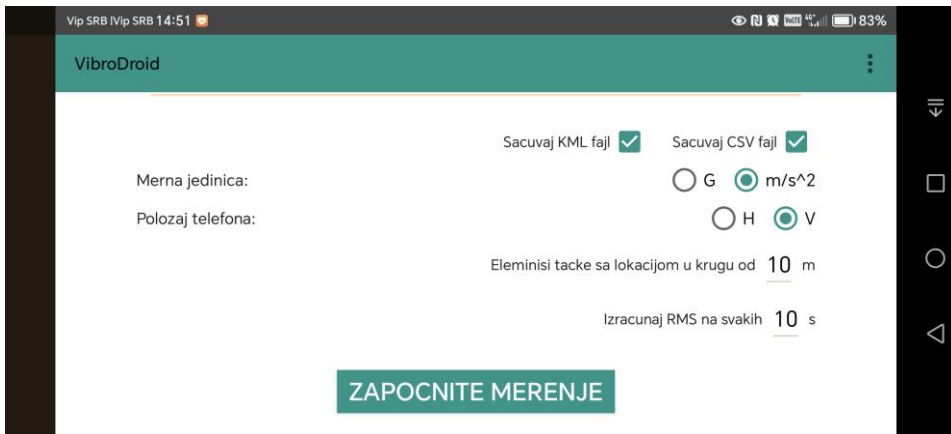 Vip SRB |Vip SRB 14:51 83%
VibroDroid
Sacuvaj KML fajl Sacuvaj CSV fajl
Merna jedinica: G m/s^2
Polozaj telefona: H V
Eleminisi tacke sa lokacijom u krugu od 10 m
Izracunaj RMS na svakih 10 s
ZAPOCNITE MERENJE